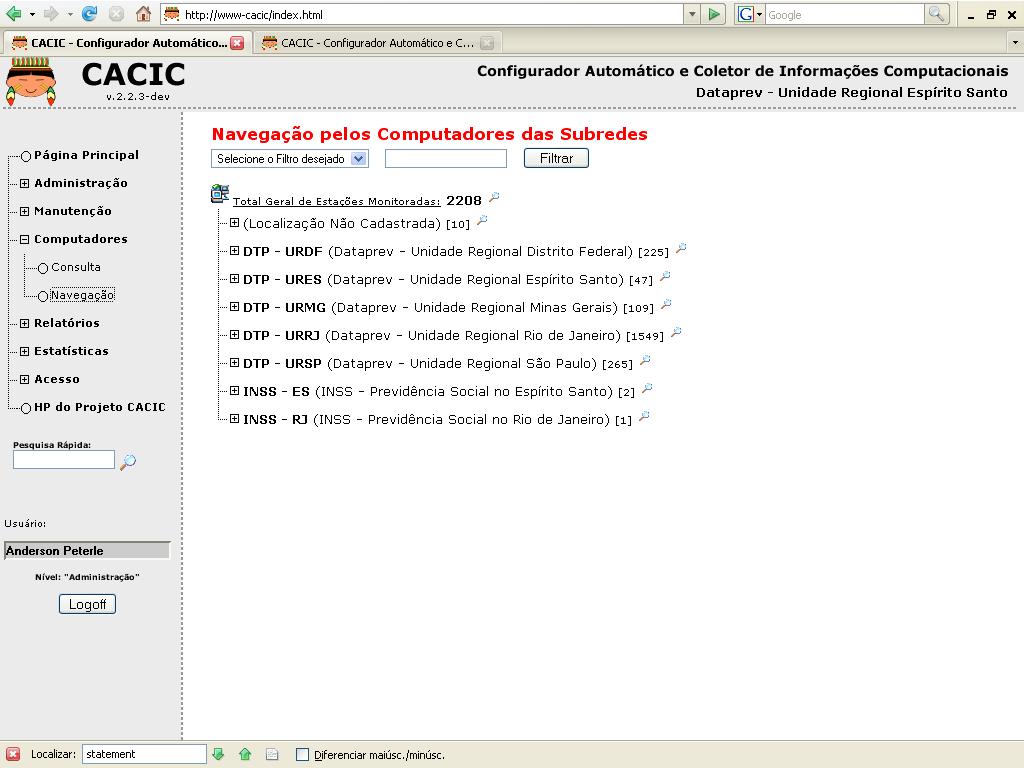 http://www-cacic/index.html
Google
CACIC - Configurador Automático...
CACIC - Configurador Automático e C...
CACIC
v.2.2.3-dev
Configurador Automático e Coletor de Informações Computacionais
Dataprev - Unidade Regional Espírito Santo
Página Principal
Administração
Manutenção
Computadores
Consulta
Navegação
Relatórios
Estatísticas
Acesso
HP do Projeto CACIC
Pesquisa Rápida:
Usuário:
Anderson Peterle
Nível: "Administração"
Logoff
Navegação pelos Computadores das Subredes
Selecione o Filtro desejado
Filtrar
Total Geral de Estações Monitoradas: 2208
(Localização Não Cadastrada) [10]
DTP - URDF (Dataprev - Unidade Regional Distrito Federal) [225]
DTP - URES (Dataprev - Unidade Regional Espírito Santo) [47]
DTP - URMG (Dataprev - Unidade Regional Minas Gerais) [109]
DTP - URRJ (Dataprev - Unidade Regional Rio de Janeiro) [1549]
DTP - URSP (Dataprev - Unidade Regional São Paulo) [265]
INSS - ES (INSS - Previdência Social no Espírito Santo) [2]
INSS - RJ (INSS - Previdência Social no Rio de Janeiro) [1]
Localizar: statement
Diferenciar maiúsc./minúsc.